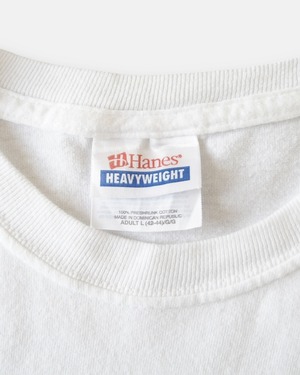 Hanes®
HEAVYWEIGHT
100% PRESHRUNK COTTON
MADE IN DOMINICAN REPUBLIC
ADULT L (42-44)/G/G